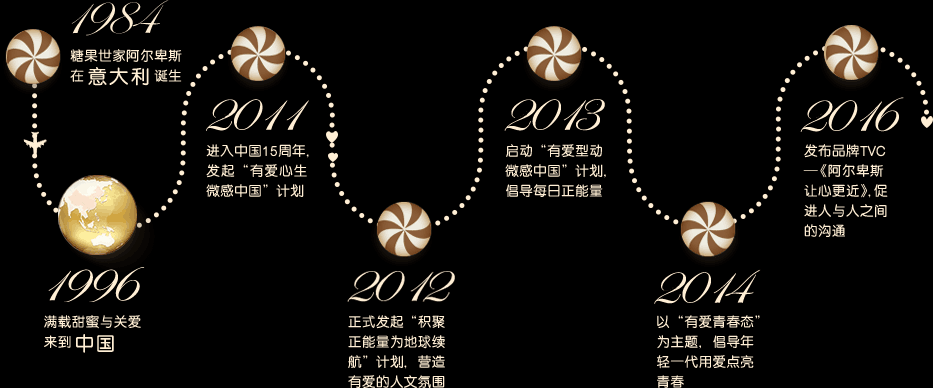 1984
糖果世家阿尔卑斯
在 意大利 诞生
1996
满载甜蜜与关爱
来到 中国
2011
进入中国15周年,
发起“有爱心生
微感中国”计划
2012
正式发起“积聚
正能量为地球续
航”计划, 营造
有爱的人文氛围
2013
启动“有爱型动
微感中国”计划,
倡导每日正能量
2014
以“有爱青春态”
为主题, 倡导年
轻一代用爱点亮
青春
2016
发布品牌TVC
—《阿尔卑斯
让心更近》,促
进人与人之间
的沟通